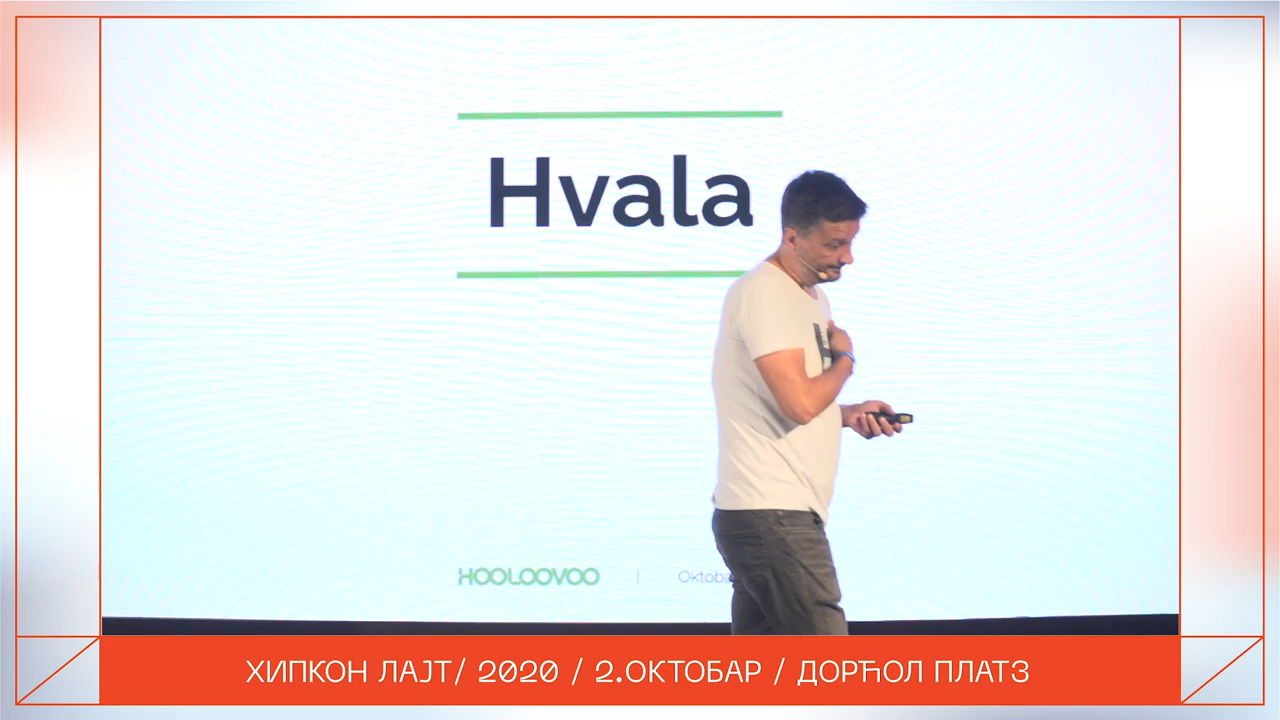 Hvala
HOOLOOVOO |
ХИПКОН ЛАЈТ/ 2020 / 2.ОКТОБАР / ДОРЋОЛ ПЛАТЗ